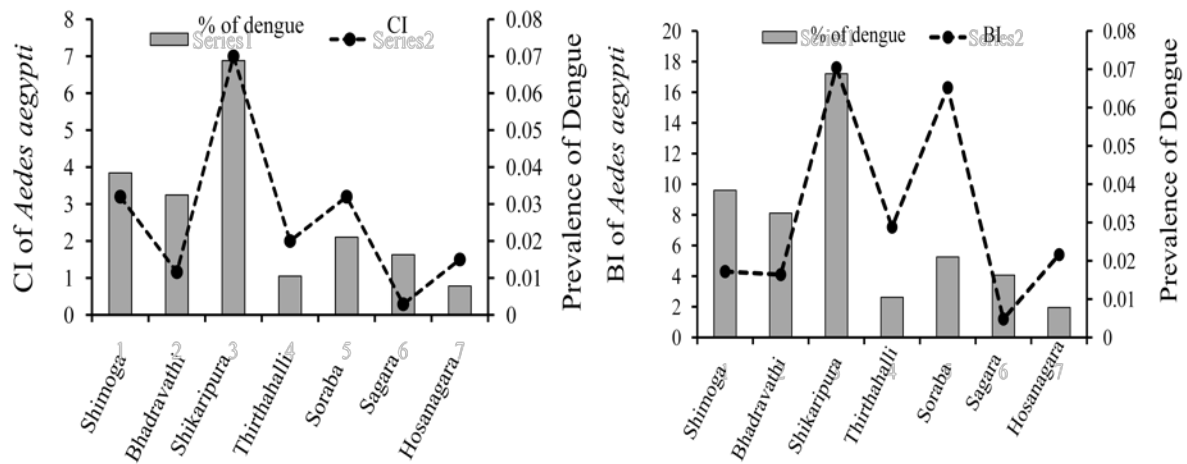 % of dengue
CI
Series1
Series2
8
7
6
5
4
3
2
1
0
CI of Aedes aegypti
0.08
0.07
0.06
0.05
0.04
0.03
0.02
0.01
0
Prevalence of Dengue
1 2 3 4 5 6 7
Shimoga
Bhadravathi
Shikaripura
Thirthahalli
Soraba
Sagara
Hosanagara
% of dengue
BI
Series1
Series2
20
18
16
14
12
10
8
6
4
2
0
BI of Aedes aegypti
0.08
0.07
0.06
0.05
0.04
0.03
0.02
0.01
0
Prevalence of Dengue
4 6 7
Shimoga
Bhadravathi
Shikaripura
Thirthahalli
Soraba
Sagara
Hosanagara